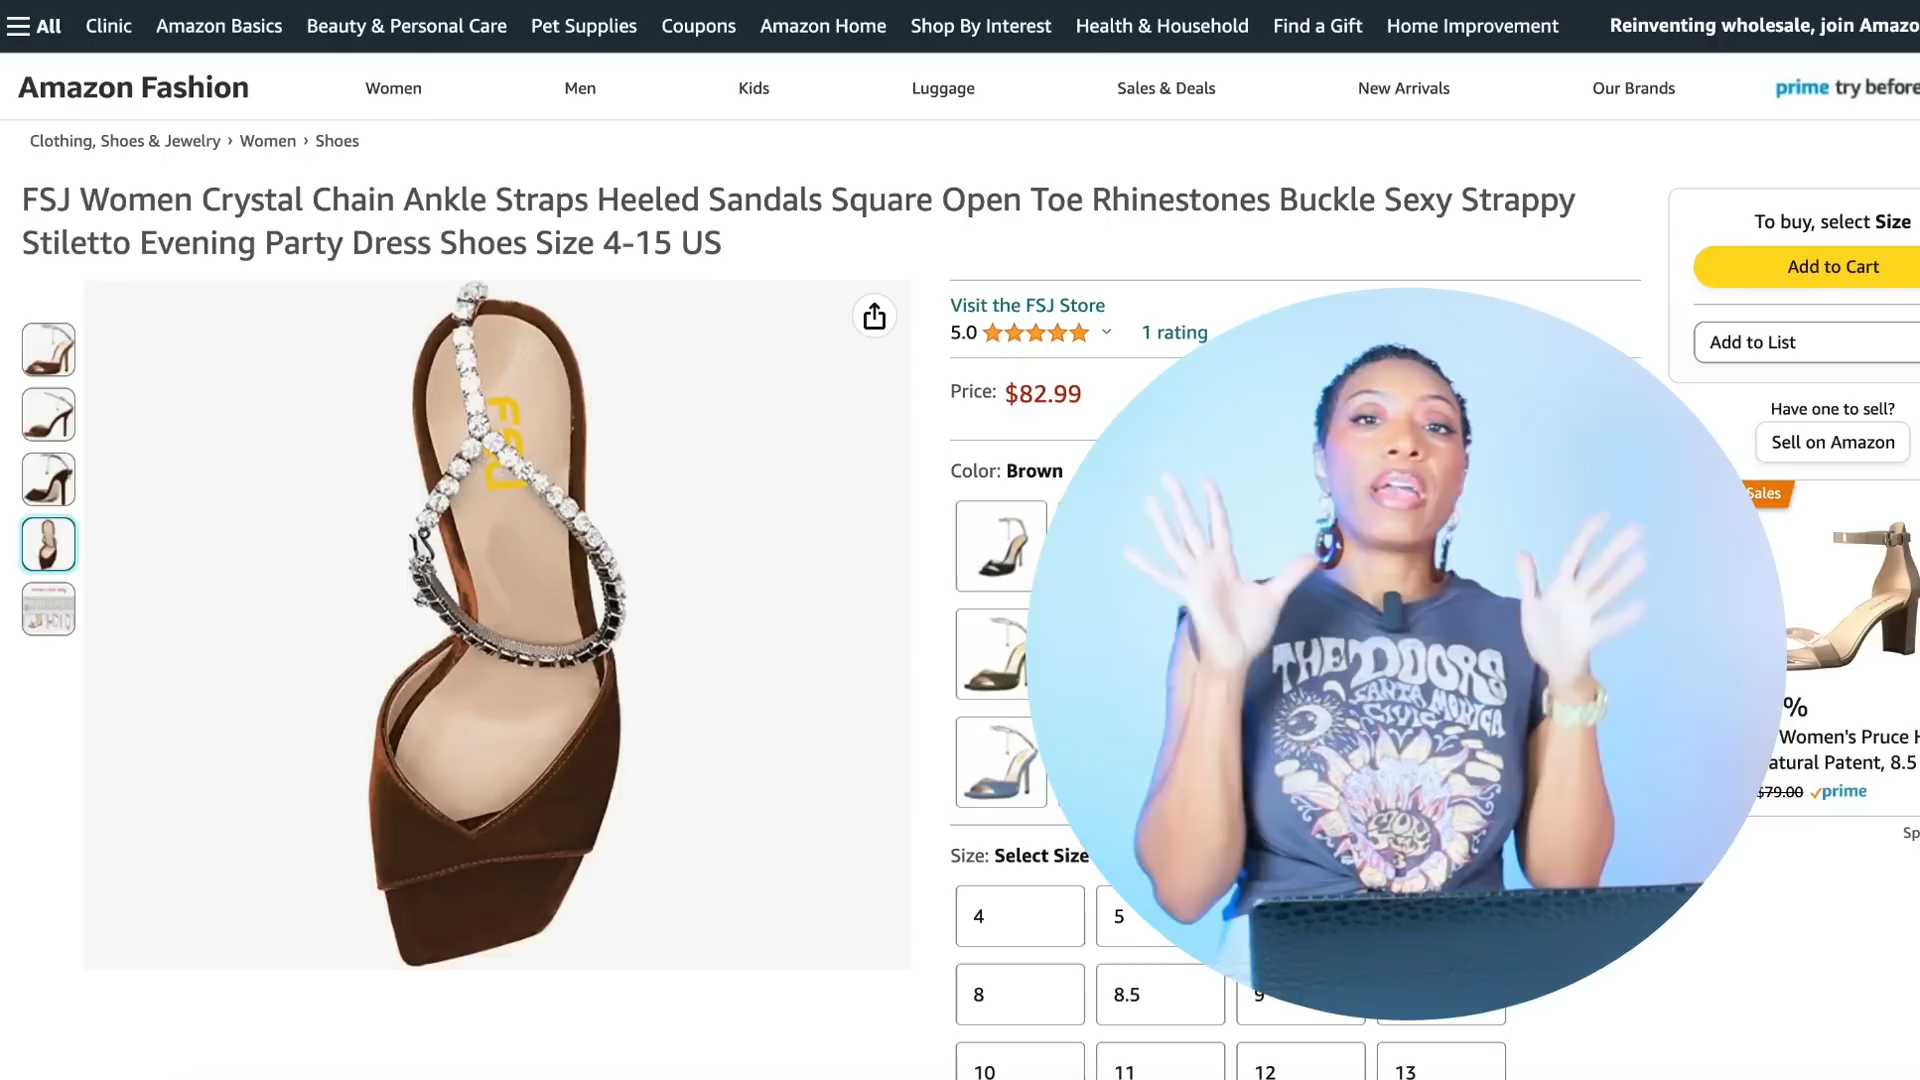 All Clinic Amazon Basics Beauty & Personal Care Pet Supplies Coupons Amazon Home Shop By Interest Health & Household Find a Gift Home Improvement Reinventing wholesale, join Amazo
Amazon Fashion Women Men Kids Luggage Sales & Deals New Arrivals Our Brands prime try before
Clothing, Shoes & Jewelry › Women › Shoes
FSJ Women Crystal Chain Ankle Straps Heeled Sandals Square Open Toe Rhinestones Buckle Sexy Strappy
Stiletto Evening Party Dress Shoes Size 4-15 US
FSJ
Visit the FSJ Store
5.0 1 rating
Price: $82.99
Color: Brown
Size: Select Size
4 5
8 8.5 9
10 11 12 13
THE DOORS
SANTA MONICA
CIVIC
To buy, select Size
Add to Cart
Add to List
Have one to sell?
Sell on Amazon
Sales
%
Women's Pruce H
atural Patent, 8.5
$79.00 prime
Sp